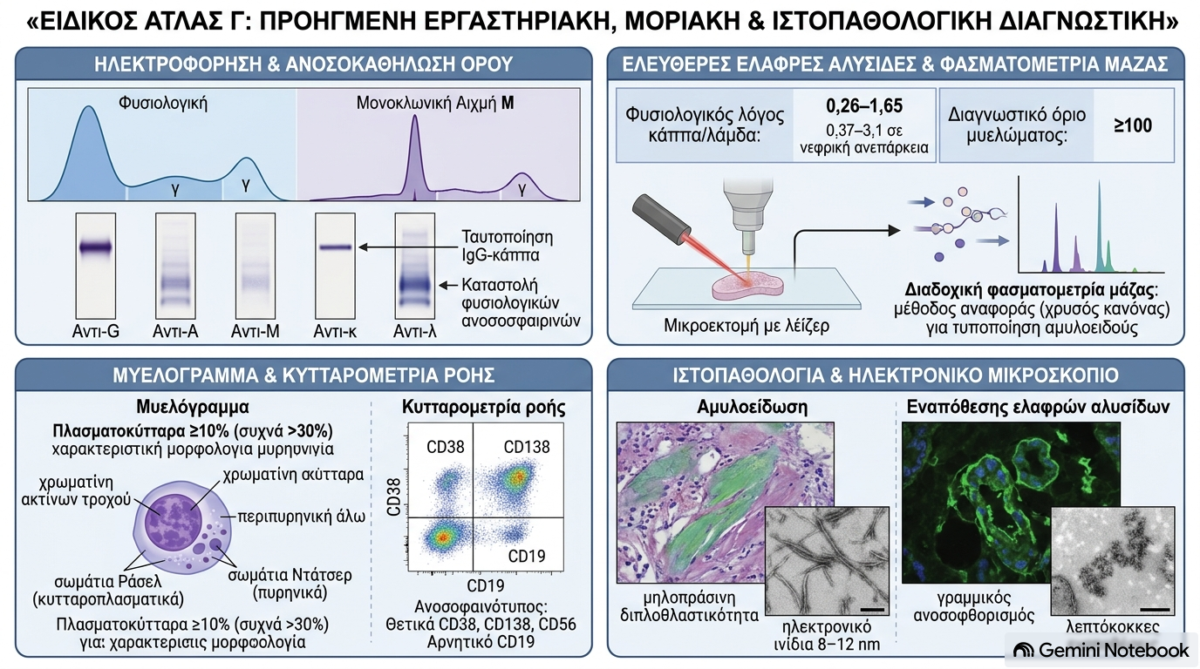 «ΕΙΔΙΚΟΣ ΑΤΛΑΣ Γ: ΠΡΟΗΓΜΕΝΗ ΕΡΓΑΣΤΗΡΙΑΚΗ, ΜΟΡΙΑΚΗ & ΙΣΤΟΠΑΘΟΛΟΓΙΚΗ ΔΙΑΓΝΩΣΤΙΚΗ»
ΗΛΕΚΤΡΟΦΟΡΗΣΗ & ΑΝΟΣΟΚΑΘΗΛΩΣΗ ΟΡΟΥ
Φυσιολογική
Μονοκλωνική Αιχμή M
γ
γ
γ
Ταυτοποίηση
IgG-κάππα
Καταστολή
φυσιολογικών
ανοσοσφαιρινών
Αντι-G
Αντι-A
Αντι-M
Αντι-κ
Αντι-λ
ΕΛΕΥΘΕΡΕΣ ΕΛΑΦΡΕΣ ΑΛΥΣΙΔΕΣ & ΦΑΣΜΑΤΟΜΕΤΡΙΑ ΜΑΖΑΣ
Φυσιολογικός λόγος
κάππα/λάμδα:
0,26–1,65
0,37–3,1 σε
νεφρική ανεπάρκεια
Διαγνωστικό όριο
μυελώματος:
≥100
Μικροεκτομή με λέιζερ
Διαδοχική φασματομετρία μάζας:
μέθοδος αναφοράς (χρυσός κανόνας)
για τυποποίηση αμυλοειδούς
ΜΥΕΛΟΓΡΑΜΜΑ & ΚΥΤΤΑΡΟΜΕΤΡΙΑ ΡΟΗΣ
Μυελόγραμμα
Πλασματοκύτταρα ≥10% (συχνά >30%)
χαρακτηριστική μορφολογια μυρηυνιγία
χρωματίνη
ακτίνων τροχού
χρωματίνη σκύτταρα
περιπυρηνική άλω
σωμάτια Ράσελ
(κυτταροπλασματικά)
σωμάτια Ντάτσερ
(πυρηνικά)
Πλασματοκύτταρα ≥10% (συχνά >30%)
για: χαρακτερισις μορφολογία
Κυτταρομετρία ροής
CD38
CD138
CD38
CD19
CD19
Ανοσοφαινότυπος:
Θετικά CD38, CD138, CD56
Αρνητικό CD19
ΙΣΤΟΠΑΘΟΛΟΓΙΑ & ΗΛΕΚΤΡΟΝΙΚΟ ΜΙΚΡΟΣΚΟΠΙΟ
Αμυλοείδωση
μηλοπράσινη
διπλοθλαστικότητα
ηλεκτρονικό
ινίδια 8–12 nm
Εναπόθεσης ελαφρών αλυσίδων
γραμμικός
ανοσοφθορισμός
λεπτόκοκκες
Gemini Notebook